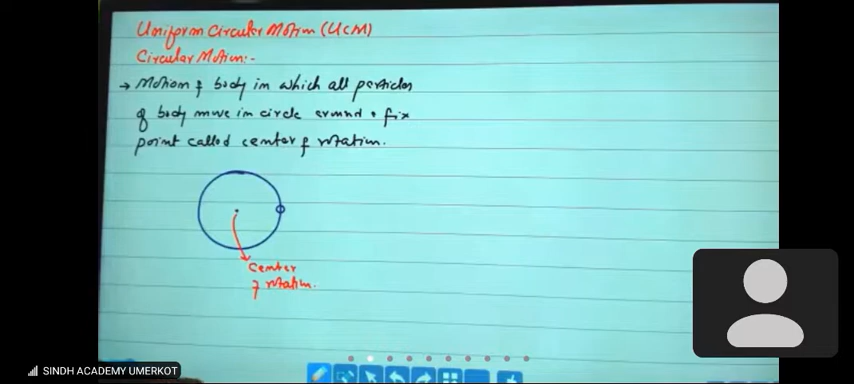 Uniform Circular Motion (UCM)
Circular Motion:-
→ Motion of body in which all particles
of body move in circle around a fix
point called center of rotation.
center
of rotation.
SINDH ACADEMY UMERKOT